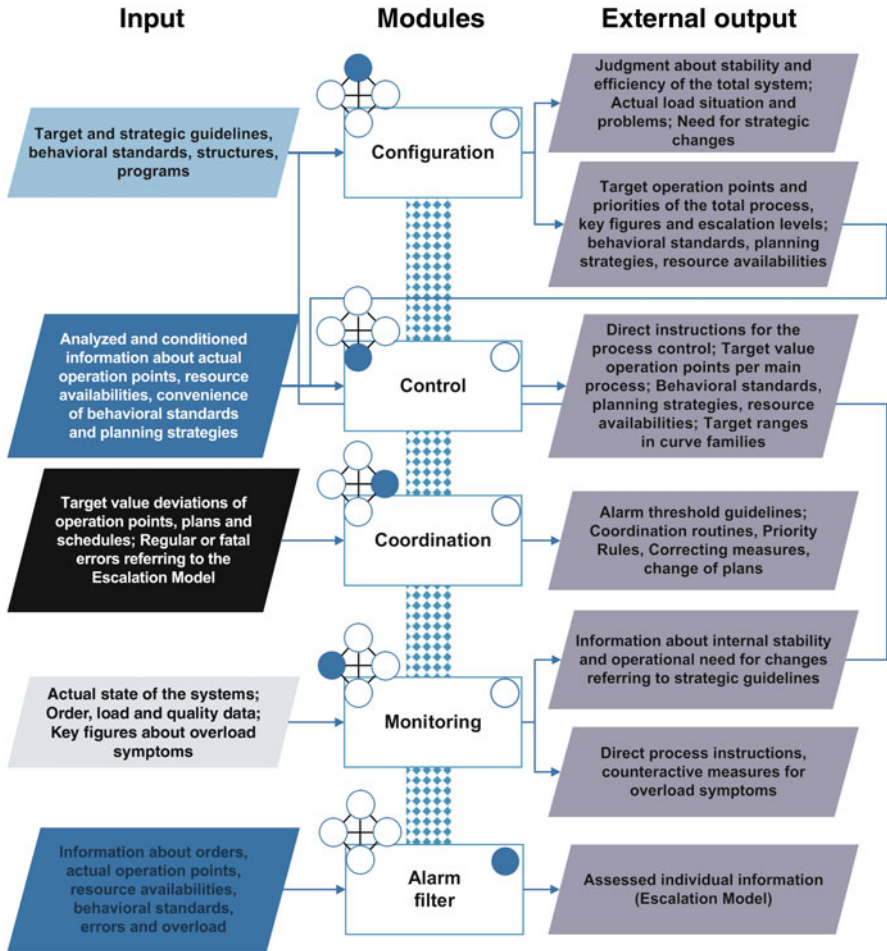 Input
Modules
External output
Target and strategic guidelines,
behavioral standards, structures,
programs
Configuration
Judgment about stability and
efficiency of the total system;
Actual load situation and
problems; Need for strategic
changes
Target operation points and
priorities of the total process,
key figures and escalation levels;
behavioral standards, planning
strategies, resource availabilities
Analyzed and conditioned
information about actual
operation points, resource
availabilities, convenience
of behavioral standards
and planning strategies
Control
Direct instructions for the
process control; Target value
operation points per main
process; Behavioral standards,
planning strategies, resource
availabilities; Target ranges
in curve families
Target value deviations of
operation points, plans and
schedules; Regular or fatal
errors referring to the
Escalation Model
Coordination
Alarm threshold guidelines;
Coordination routines, Priority
Rules, Correcting measures,
change of plans
Actual state of the systems;
Order, load and quality data;
Key figures about overload
symptoms
Monitoring
Information about internal stability
and operational need for changes
referring to strategic guidelines
Direct process instructions,
counteractive measures for
overload symptoms
Information about orders,
actual operation points,
resource availabilities,
behavioral standards,
errors and overload
Alarm
filter
Assessed individual information
(Escalation Model)